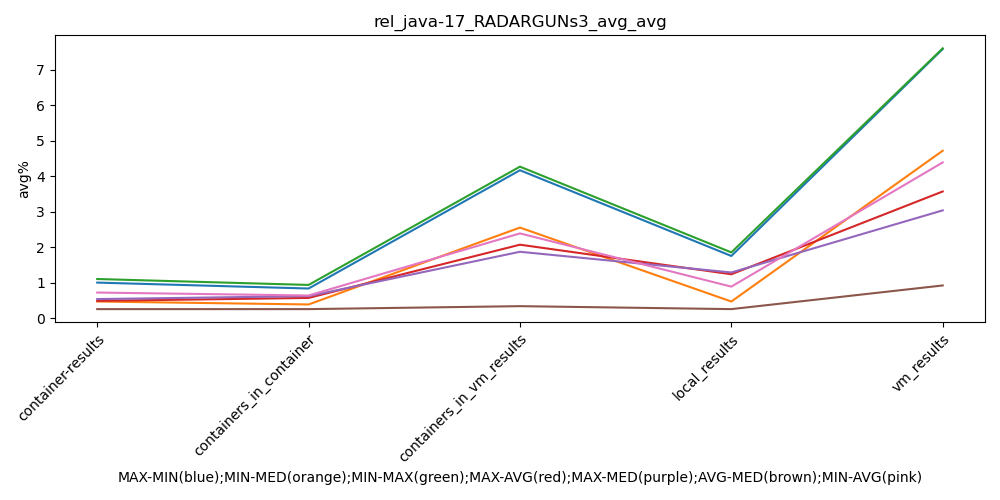 rel_java-17_RADARGUNs3_avg_avg
avg%
7
6
5
4
3
2
1
0
container-results
containers_in_container
containers_in_vm_results
local_results
vm_results
MAX-MIN(blue);MIN-MED(orange);MIN-MAX(green);MAX-AVG(red);MAX-MED(purple);AVG-MED(brown);MIN-AVG(pink)